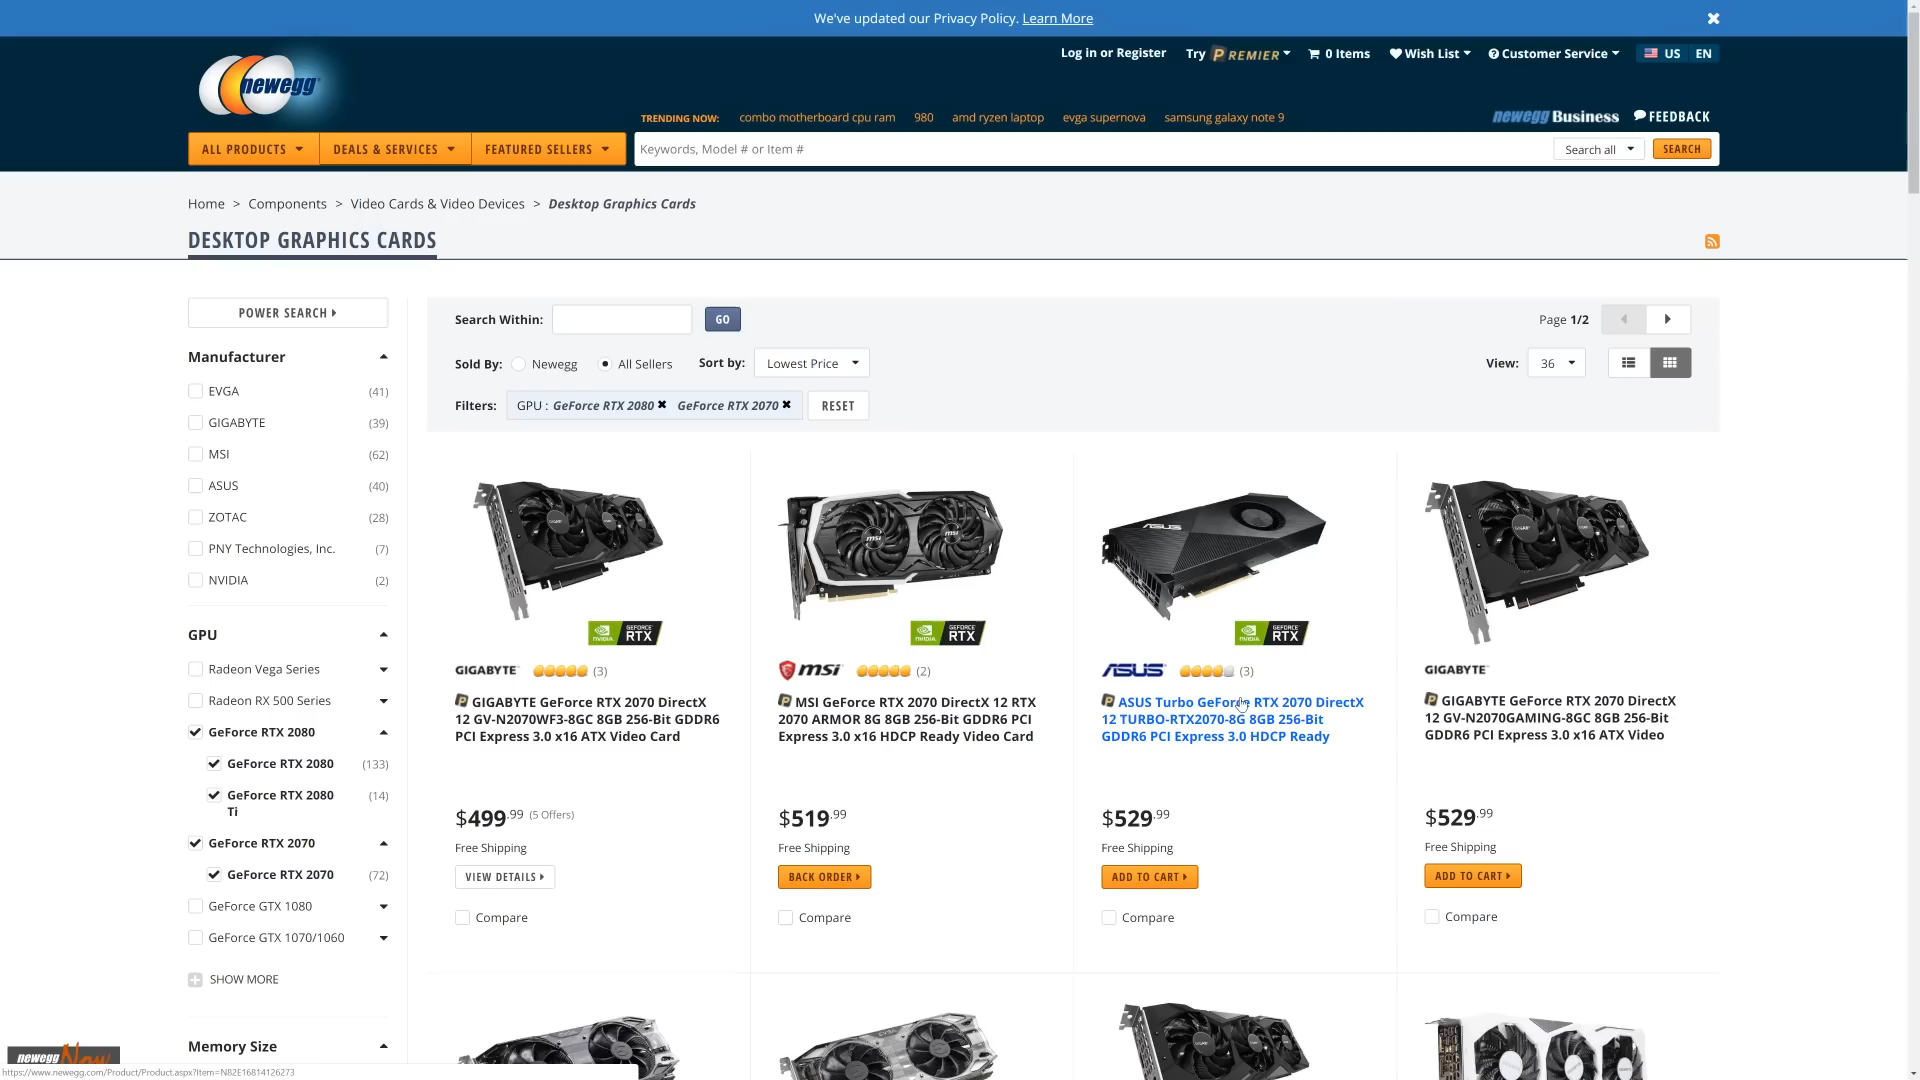 We've updated our Privacy Policy. Learn More
Log in or Register Try PREMIER 0 Items Wish List Customer Service US EN
newegg
TRENDING NOW: combo motherboard cpu ram 980 amd ryzen laptop evga supernova samsung galaxy note 9 newegg Business FEEDBACK
ALL PRODUCTS DEALS & SERVICES FEATURED SELLERS Keywords, Model # or Item # Search all SEARCH
Home > Components > Video Cards & Video Devices > Desktop Graphics Cards
DESKTOP GRAPHICS CARDS
POWER SEARCH
Manufacturer
EVGA (41)
GIGABYTE (39)
MSI (62)
ASUS (40)
ZOTAC (28)
PNY Technologies, Inc. (7)
NVIDIA (2)
GPU
Radeon Vega Series
Radeon RX 500 Series
GeForce RTX 2080
GeForce RTX 2080 (133)
GeForce RTX 2080 (14)
Ti
GeForce RTX 2070
GeForce RTX 2070 (72)
GeForce GTX 1080
GeForce GTX 1070/1060
SHOW MORE
Memory Size
Search Within: GO Page 1/2
Sold By: Newegg All Sellers Sort by: Lowest Price View: 36
Filters: GPU : GeForce RTX 2080 GeForce RTX 2070 RESET
NVIDIA GEFORCE RTX
GIGABYTE (3)
GIGABYTE GeForce RTX 2070 DirectX
12 GV-N2070WF3-8GC 8GB 256-Bit GDDR6
PCI Express 3.0 x16 ATX Video Card
$499.99 (5 Offers)
Free Shipping
VIEW DETAILS
Compare
msi
NVIDIA GEFORCE RTX
msi (2)
MSI GeForce RTX 2070 DirectX 12 RTX
2070 ARMOR 8G 8GB 256-Bit GDDR6 PCI
Express 3.0 x16 HDCP Ready Video Card
$519.99
Free Shipping
BACK ORDER
Compare
ASUS
NVIDIA GEFORCE RTX
ASUS (3)
ASUS Turbo GeForce RTX 2070 DirectX
12 TURBO-RTX2070-8G 8GB 256-Bit
GDDR6 PCI Express 3.0 HDCP Ready
$529.99
Free Shipping
ADD TO CART
Compare
GIGABYTE
GIGABYTE GeForce RTX 2070 DirectX
12 GV-N2070GAMING-8GC 8GB 256-Bit
GDDR6 PCI Express 3.0 x16 ATX Video
$529.99
Free Shipping
ADD TO CART
Compare
newegg Now
https://www.newegg.com/Product/Product.aspx?Item=N82E16814126273